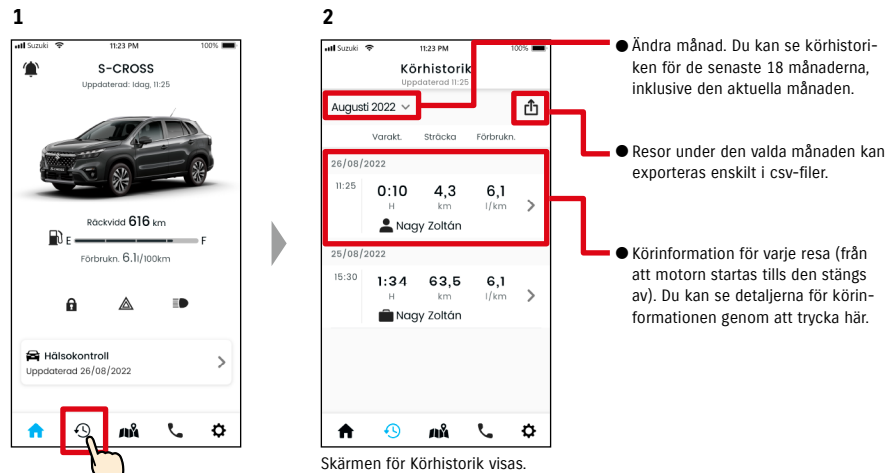 1
Suzuki 11:23 PM 100%
S-CROSS
Uppdaterad: Idag, 11:25
Räckvidd 616 km
E F
Förbrukn. 6.1l/100km
Hälsokontroll
Uppdaterad 26/08/2022
2
Suzuki 11:23 PM 100%
Körhistorik
Uppdaterad 11:25
Augusti 2022
Varakt. Sträcka Förbrukn.
26/08/2022
11:25 0:10 4,3 6,1
H km l/km
Nagy Zoltán
25/08/2022
15:30 1:34 63,5 6,1
H km l/km
Nagy Zoltán
Skärmen för Körhistorik visas.
● Ändra månad. Du kan se körhistori-
ken för de senaste 18 månaderna,
inklusive den aktuella månaden.
● Resor under den valda månaden kan
exporteras enskilt i csv-filer.
● Körinformation för varje resa (från
att motorn startas tills den stängs
av). Du kan se detaljerna för körin-
formationen genom att trycka här.